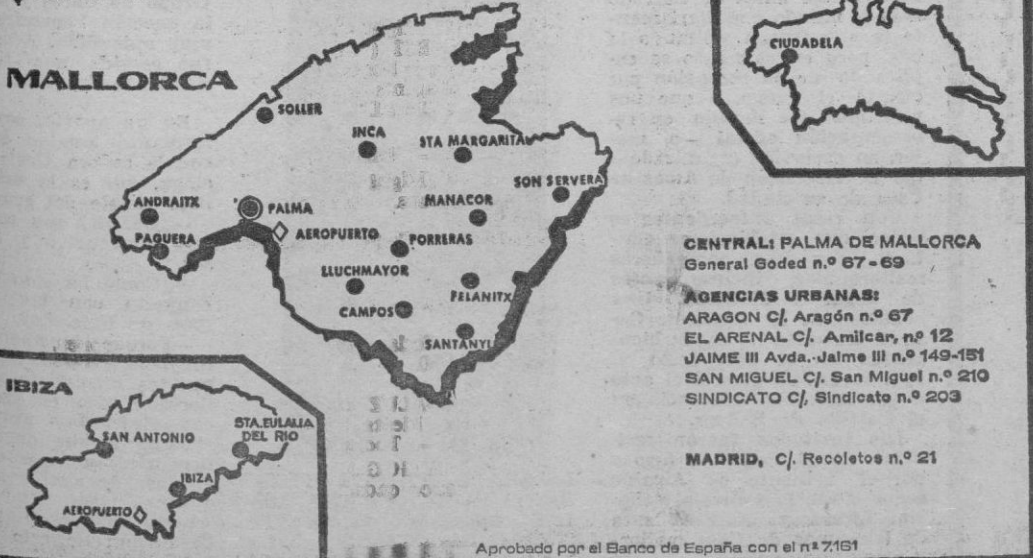 MALLORCA
SOLLER
INCA
STA MARGARITA
SON SERVERA
ANDRAITX
PALMA
MANACOR
PAGUERA
AEROPUERTO
PORRERAS
LLUCHMAYOR
FELANITX
CAMPOS
SANTANYI
CIUDADELA
IBIZA
SAN ANTONIO
STA.EULALIA
DEL RIO
IBIZA
AEROPUERTO
CENTRAL: PALMA DE MALLORCA
General Goded n.º 67-69
AGENCIAS URBANAS:
ARAGON C/. Aragón n.º 67
EL ARENAL C/. Amilcar, n.º 12
JAIME III Avda. Jaime III n.º 149-151
SAN MIGUEL C/. San Miguel n.º 210
SINDICATO C/. Sindicato n.º 203
MADRID, C/. Recoletos n.º 21
Aprobado por el Banco de España con el nº 7.161